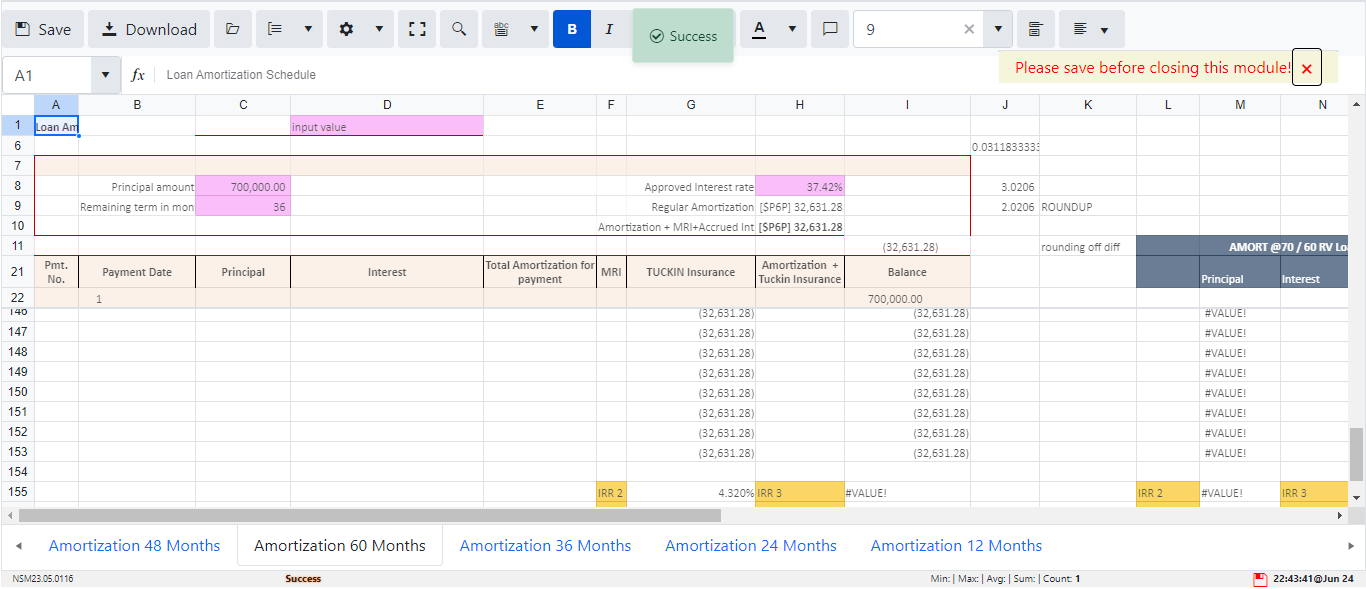 Save Download abc B I Success A 9
A1 fx Loan Amortization Schedule Please save before closing this module!
A B C D E F G H I J K L M N
1 Loan Am input value
6 0.0311833333
7
8 Principal amount 700,000.00 Approved Interest rate 37.42% 3.0206
9 Remaining term in mon 36 Regular Amortization [$P6P] 32,631.28 2.0206 ROUNDUP
10 Amortization + MRI+Accrued Int [$P6P] 32,631.28
11 (32,631.28) rounding off diff AMORT @70 / 60 RV Lo
21 Pmt. No. Payment Date Principal Interest Total Amortization for payment MRI TUCKIN Insurance Amortization + Tuckin Insurance Balance Principal Interest
22 1 700,000.00
146 (32,631.28) (32,631.28) #VALUE!
147 (32,631.28) (32,631.28) #VALUE!
148 (32,631.28) (32,631.28) #VALUE!
149 (32,631.28) (32,631.28) #VALUE!
150 (32,631.28) (32,631.28) #VALUE!
151 (32,631.28) (32,631.28) #VALUE!
152 (32,631.28) (32,631.28) #VALUE!
153 (32,631.28) (32,631.28) #VALUE!
154
155 IRR 2 4.320% IRR 3 #VALUE! IRR 2 #VALUE! IRR 3
Amortization 48 Months Amortization 60 Months Amortization 36 Months Amortization 24 Months Amortization 12 Months
NSM23.05.0116 Success Min: | Max: | Avg: | Sum: | Count: 1 22:43:41@Jun 24